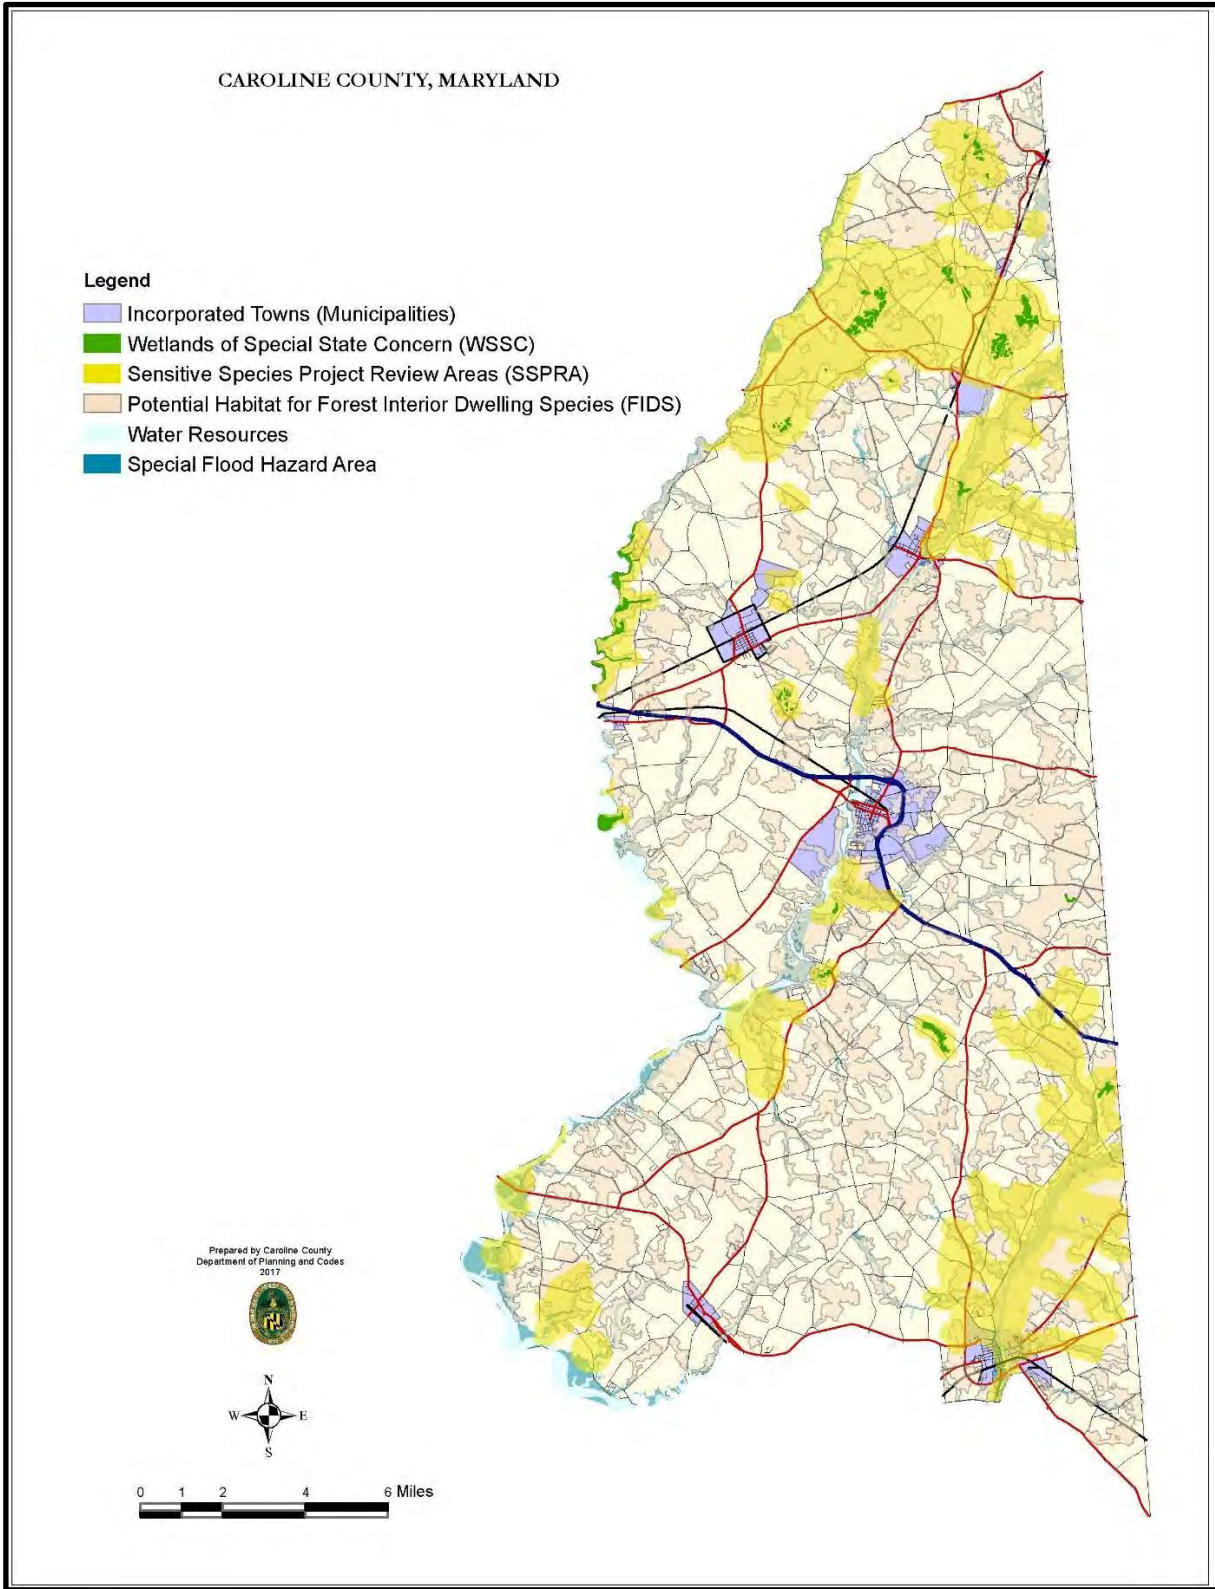 CAROLINE COUNTY, MARYLAND
Legend
Incorporated Towns (Municipalities)
Wetlands of Special State Concern (WSSC)
Sensitive Species Project Review Areas (SSPRA)
Potential Habitat for Forest Interior Dwelling Species (FIDS)
Water Resources
Special Flood Hazard Area
Prepared by Caroline County
Department of Planning and Codes
2017
N
W E
S
0 1 2 4 6 Miles